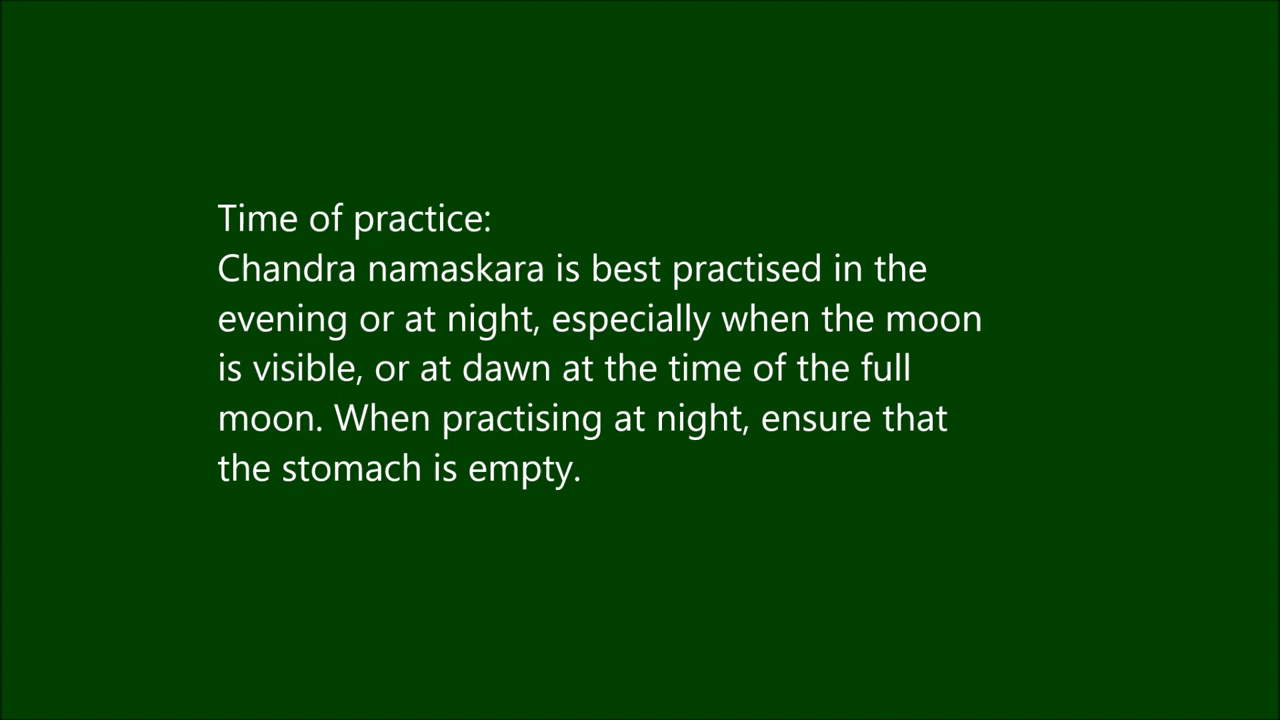 Time of practice:
Chandra namaskara is best practised in the
evening or at night, especially when the moon
is visible, or at dawn at the time of the full
moon. When practising at night, ensure that
the stomach is empty.